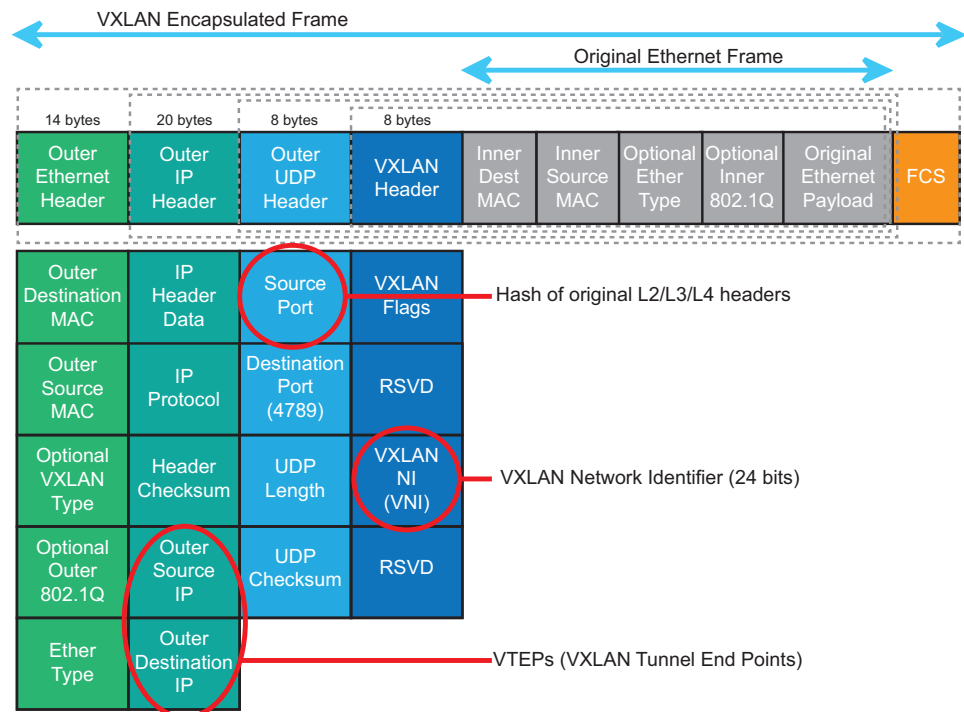 VXLAN Encapsulated Frame
Original Ethernet Frame
14 bytes
20 bytes
8 bytes
8 bytes
Outer
Ethernet
Header
Outer
IP
Header
Outer
UDP
Header
VXLAN
Header
Inner
Dest
MAC
Inner
Source
MAC
Optional
Ether
Type
Optional
Inner
802.1Q
Original
Ethernet
Payload
FCS
Outer
Destination
MAC
IP
Header
Data
Source
Port
VXLAN
Flags
Hash of original L2/L3/L4 headers
Outer
Source
MAC
IP
Protocol
Destination
Port
(4789)
RSVD
Optional
VXLAN
Type
Header
Checksum
UDP
Length
VXLAN
NI
(VNI)
VXLAN Network Identifier (24 bits)
Optional
Outer
802.1Q
Outer
Source
IP
UDP
Checksum
RSVD
Ether
Type
Outer
Destination
IP
VTEPs (VXLAN Tunnel End Points)